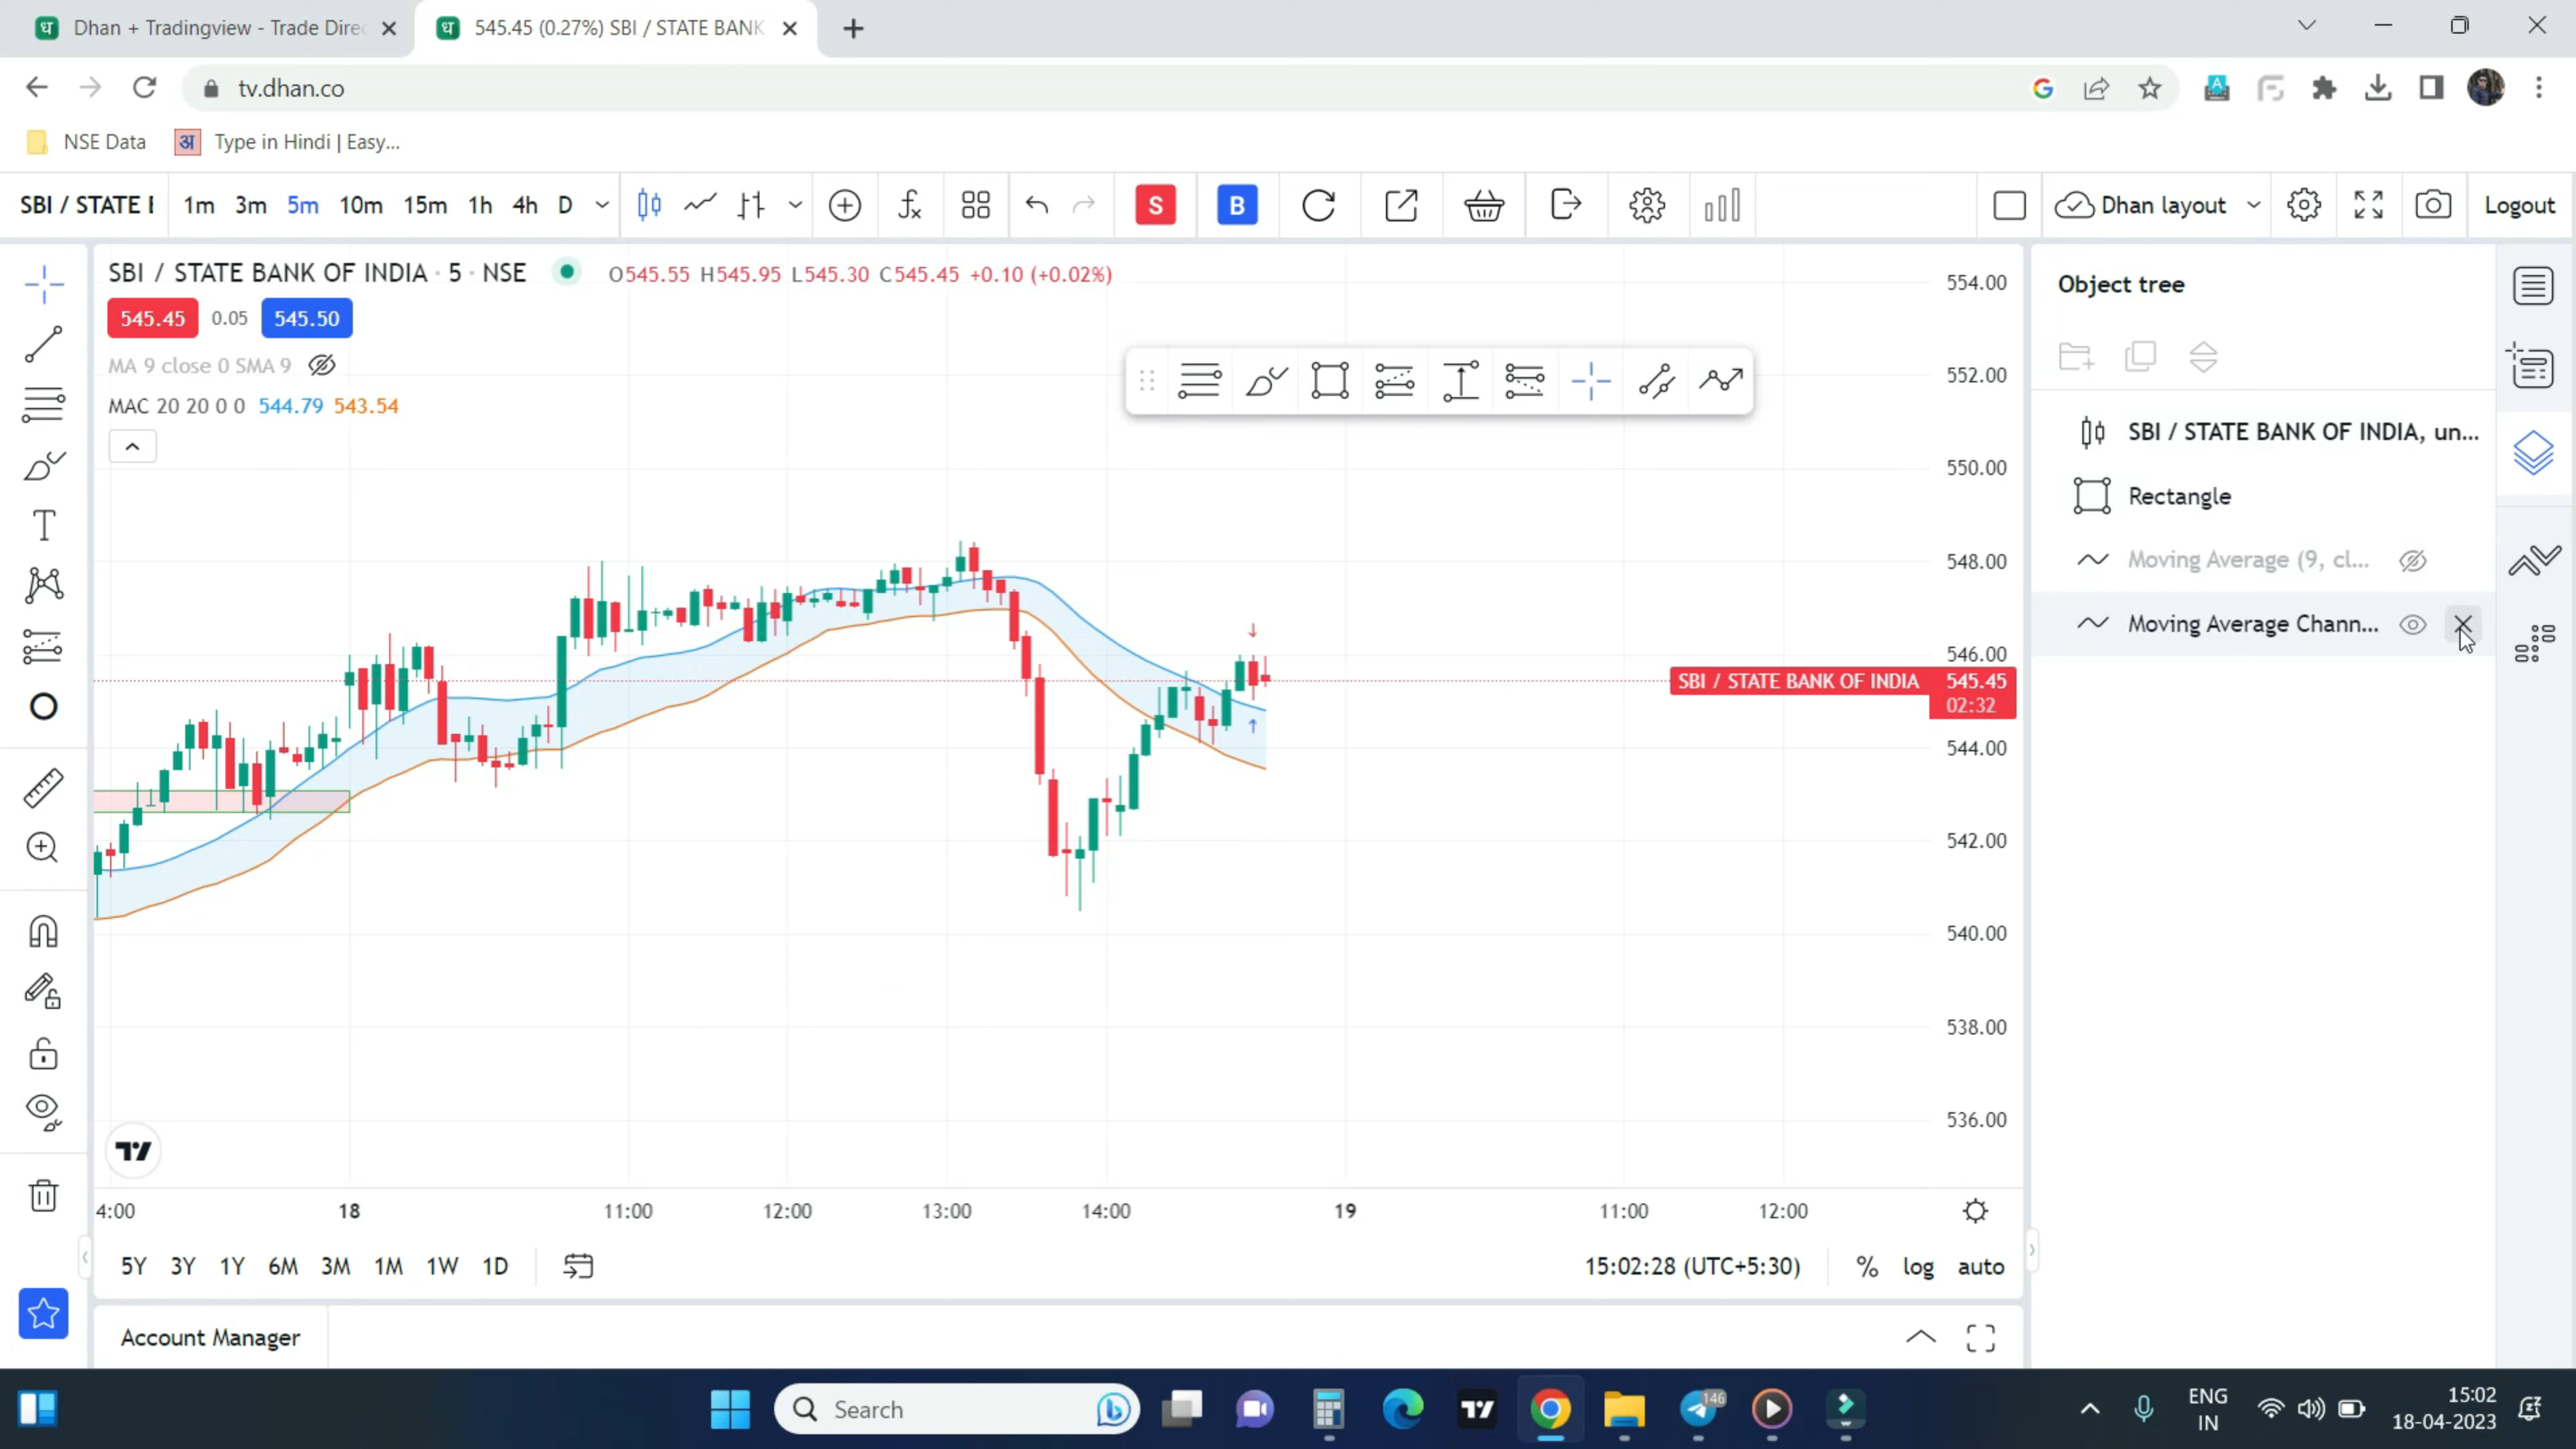 Dhan + Tradingview - Trade Dire
545.45 (0.27%) SBI / STATE BANK
tv.dhan.co
NSE Data
अ Type in Hindi | Easy...
SBI / STATE
1m 3m 5m 10m 15m 1h 4h D
S
B
Dhan layout
Logout
SBI / STATE BANK OF INDIA · 5 · NSE
O545.55 H545.95 L545.30 C545.45 +0.10 (+0.02%)
545.45 0.05 545.50
MA 9 close 0 SMA 9
MAC 20 20 0 0 544.79 543.54
554.00
552.00
550.00
548.00
546.00
SBI / STATE BANK OF INDIA 545.45
02:32
544.00
542.00
540.00
538.00
536.00
Object tree
SBI / STATE BANK OF INDIA, un...
Rectangle
Moving Average (9, cl...
Moving Average Chann...
4:00 18 11:00 12:00 13:00 14:00 19 11:00 12:00
5Y 3Y 1Y 6M 3M 1M 1W 1D
15:02:28 (UTC+5:30) % log auto
Account Manager
Search
146
ENG
IN
15:02
18-04-2023